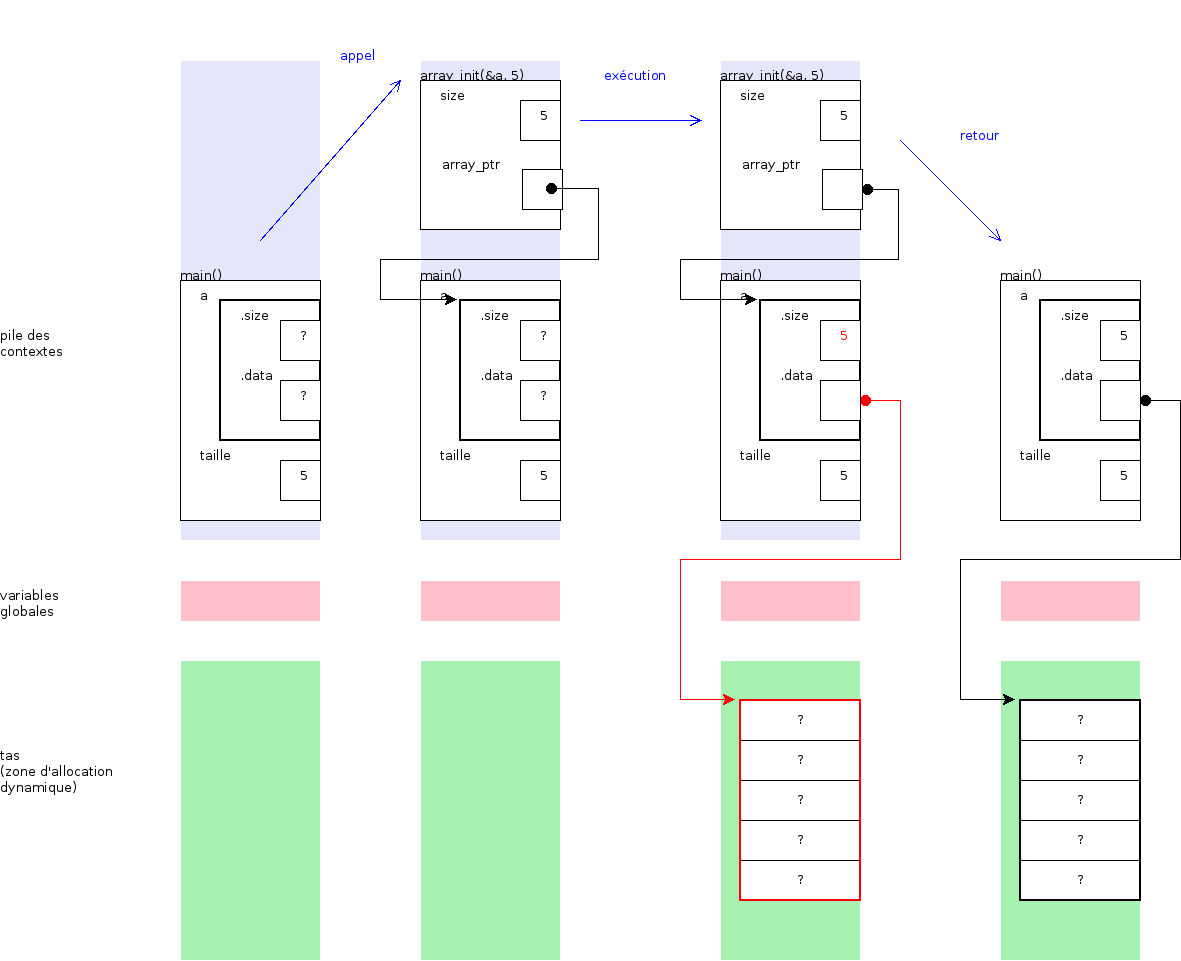 appel
array_init(&a, 5)
exécution
array_init(&a, 5)
size
5
size
5
retour
array_ptr
array_ptr
main()
main()
main()
main()
a
a
a
a
.size
.size
.size
.size
pile des
contextes
?
?
5
5
.data
.data
.data
.data
?
?
taille
taille
taille
taille
5
5
5
5
variables
globales
tas
(zone d'allocation
dynamique)
?
?
?
?
?
?
?
?
?
?